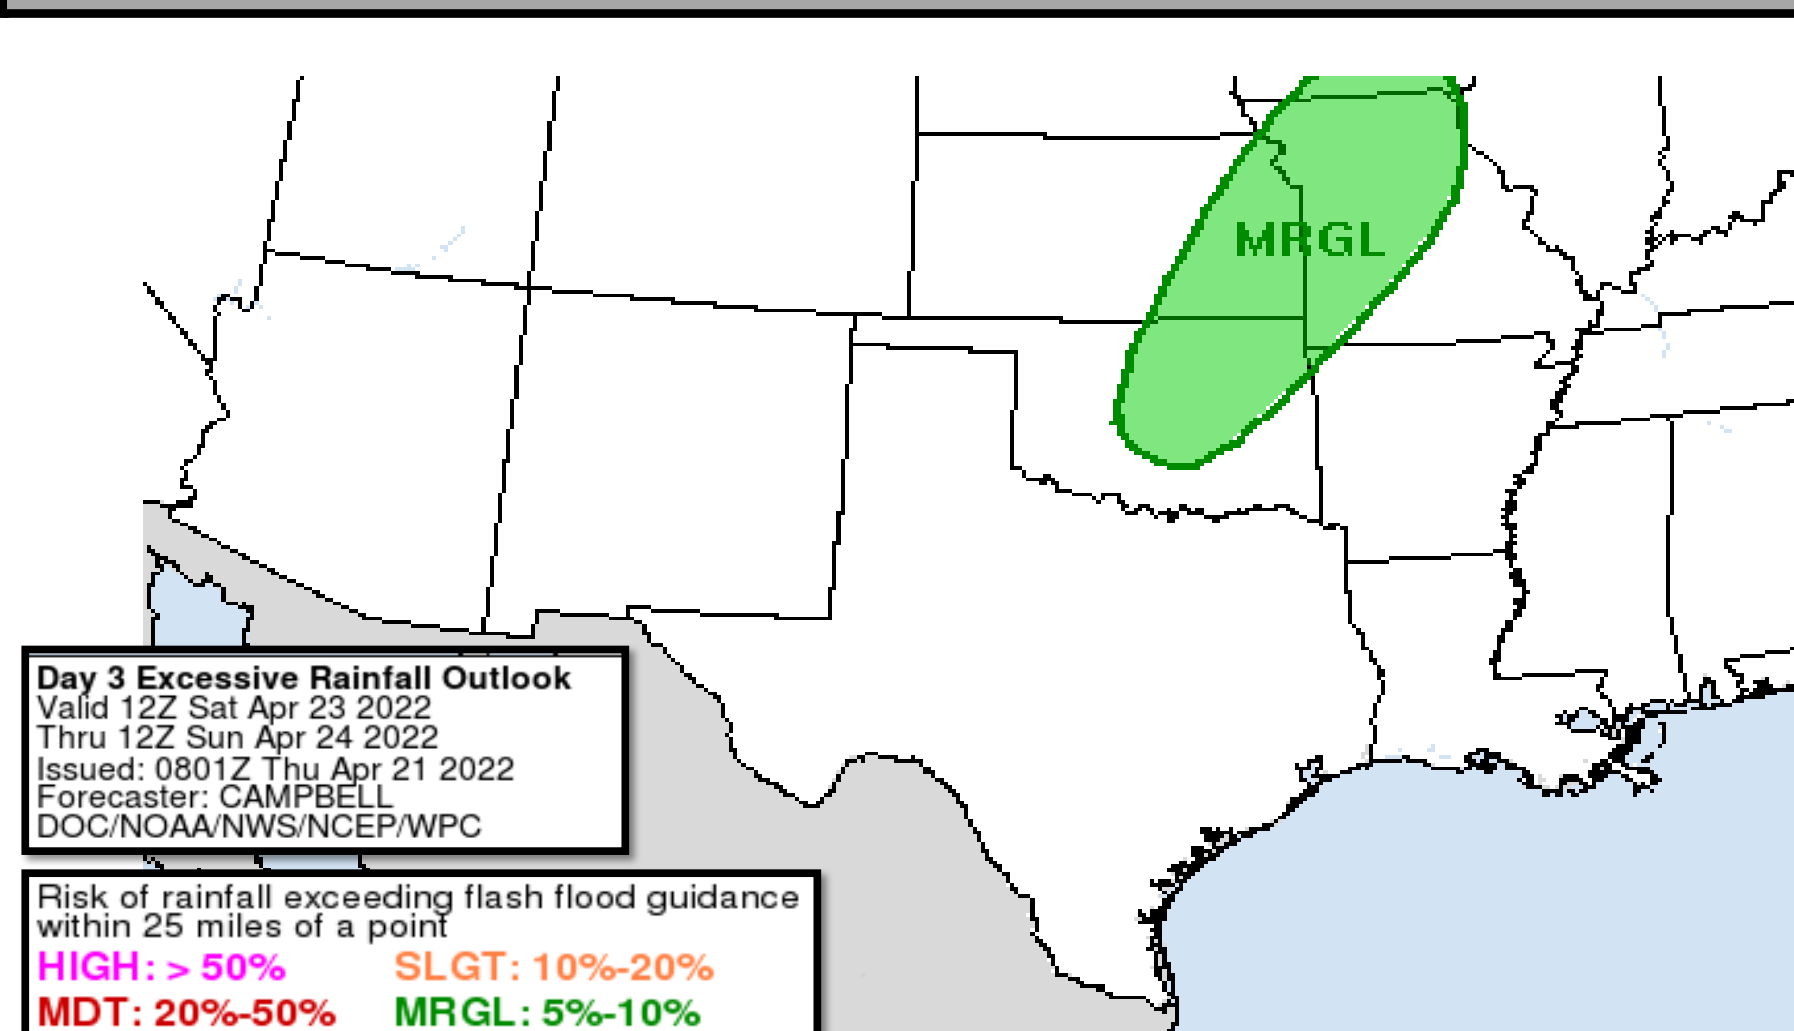 MRGL
Day 3 Excessive Rainfall Outlook
Valid 12Z Sat Apr 23 2022
Thru 12Z Sun Apr 24 2022
Issued: 0801Z Thu Apr 21 2022
Forecaster: CAMPBELL
DOC/NOAA/NWS/NCEP/WPC
Risk of rainfall exceeding flash flood guidance
within 25 miles of a point
HIGH: > 50% SLGT: 10%-20%
MDT: 20%-50% MRGL: 5%-10%